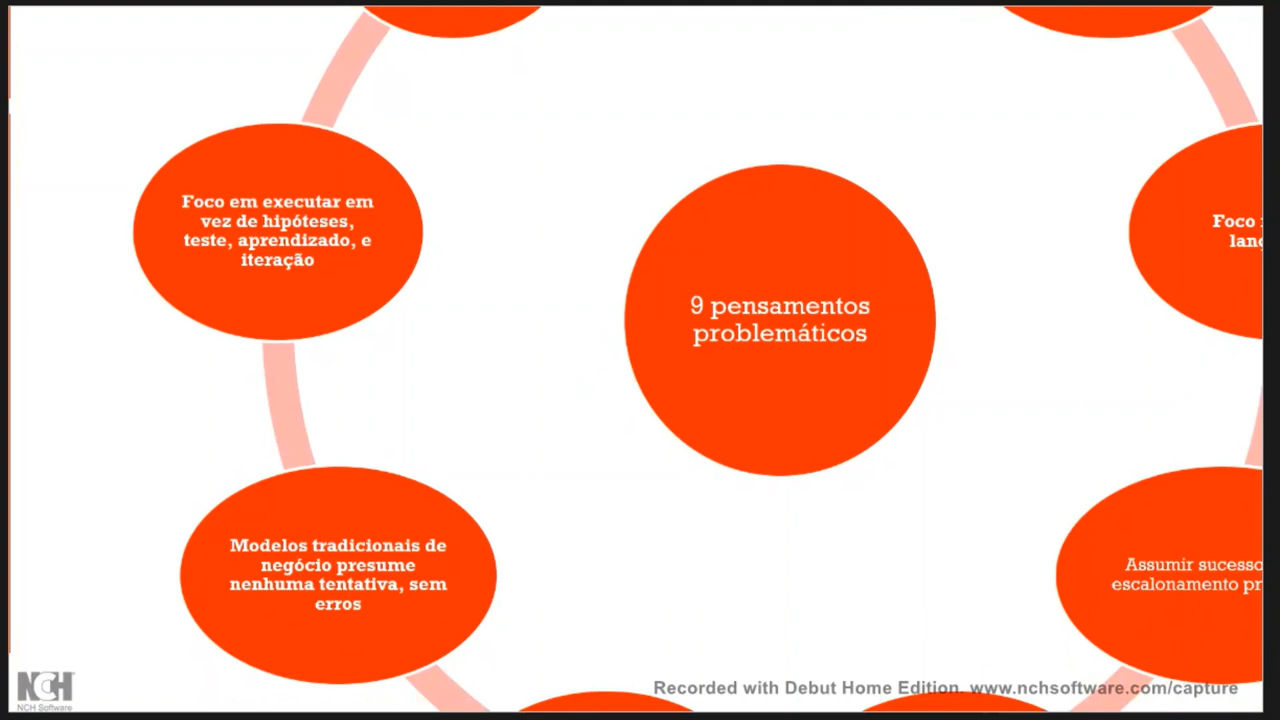 Foco em executar em
vez de hipóteses,
teste, aprendizado, e
iteração
9 pensamentos
problemáticos
Foco
Modelos tradicionais de
negócio presume
nenhuma tentativa, sem
erros
Assumir sucesso
escalonamento
NCH
NCH Software
Recorded with Debut Home Edition. www.nchsoftware.com/capture